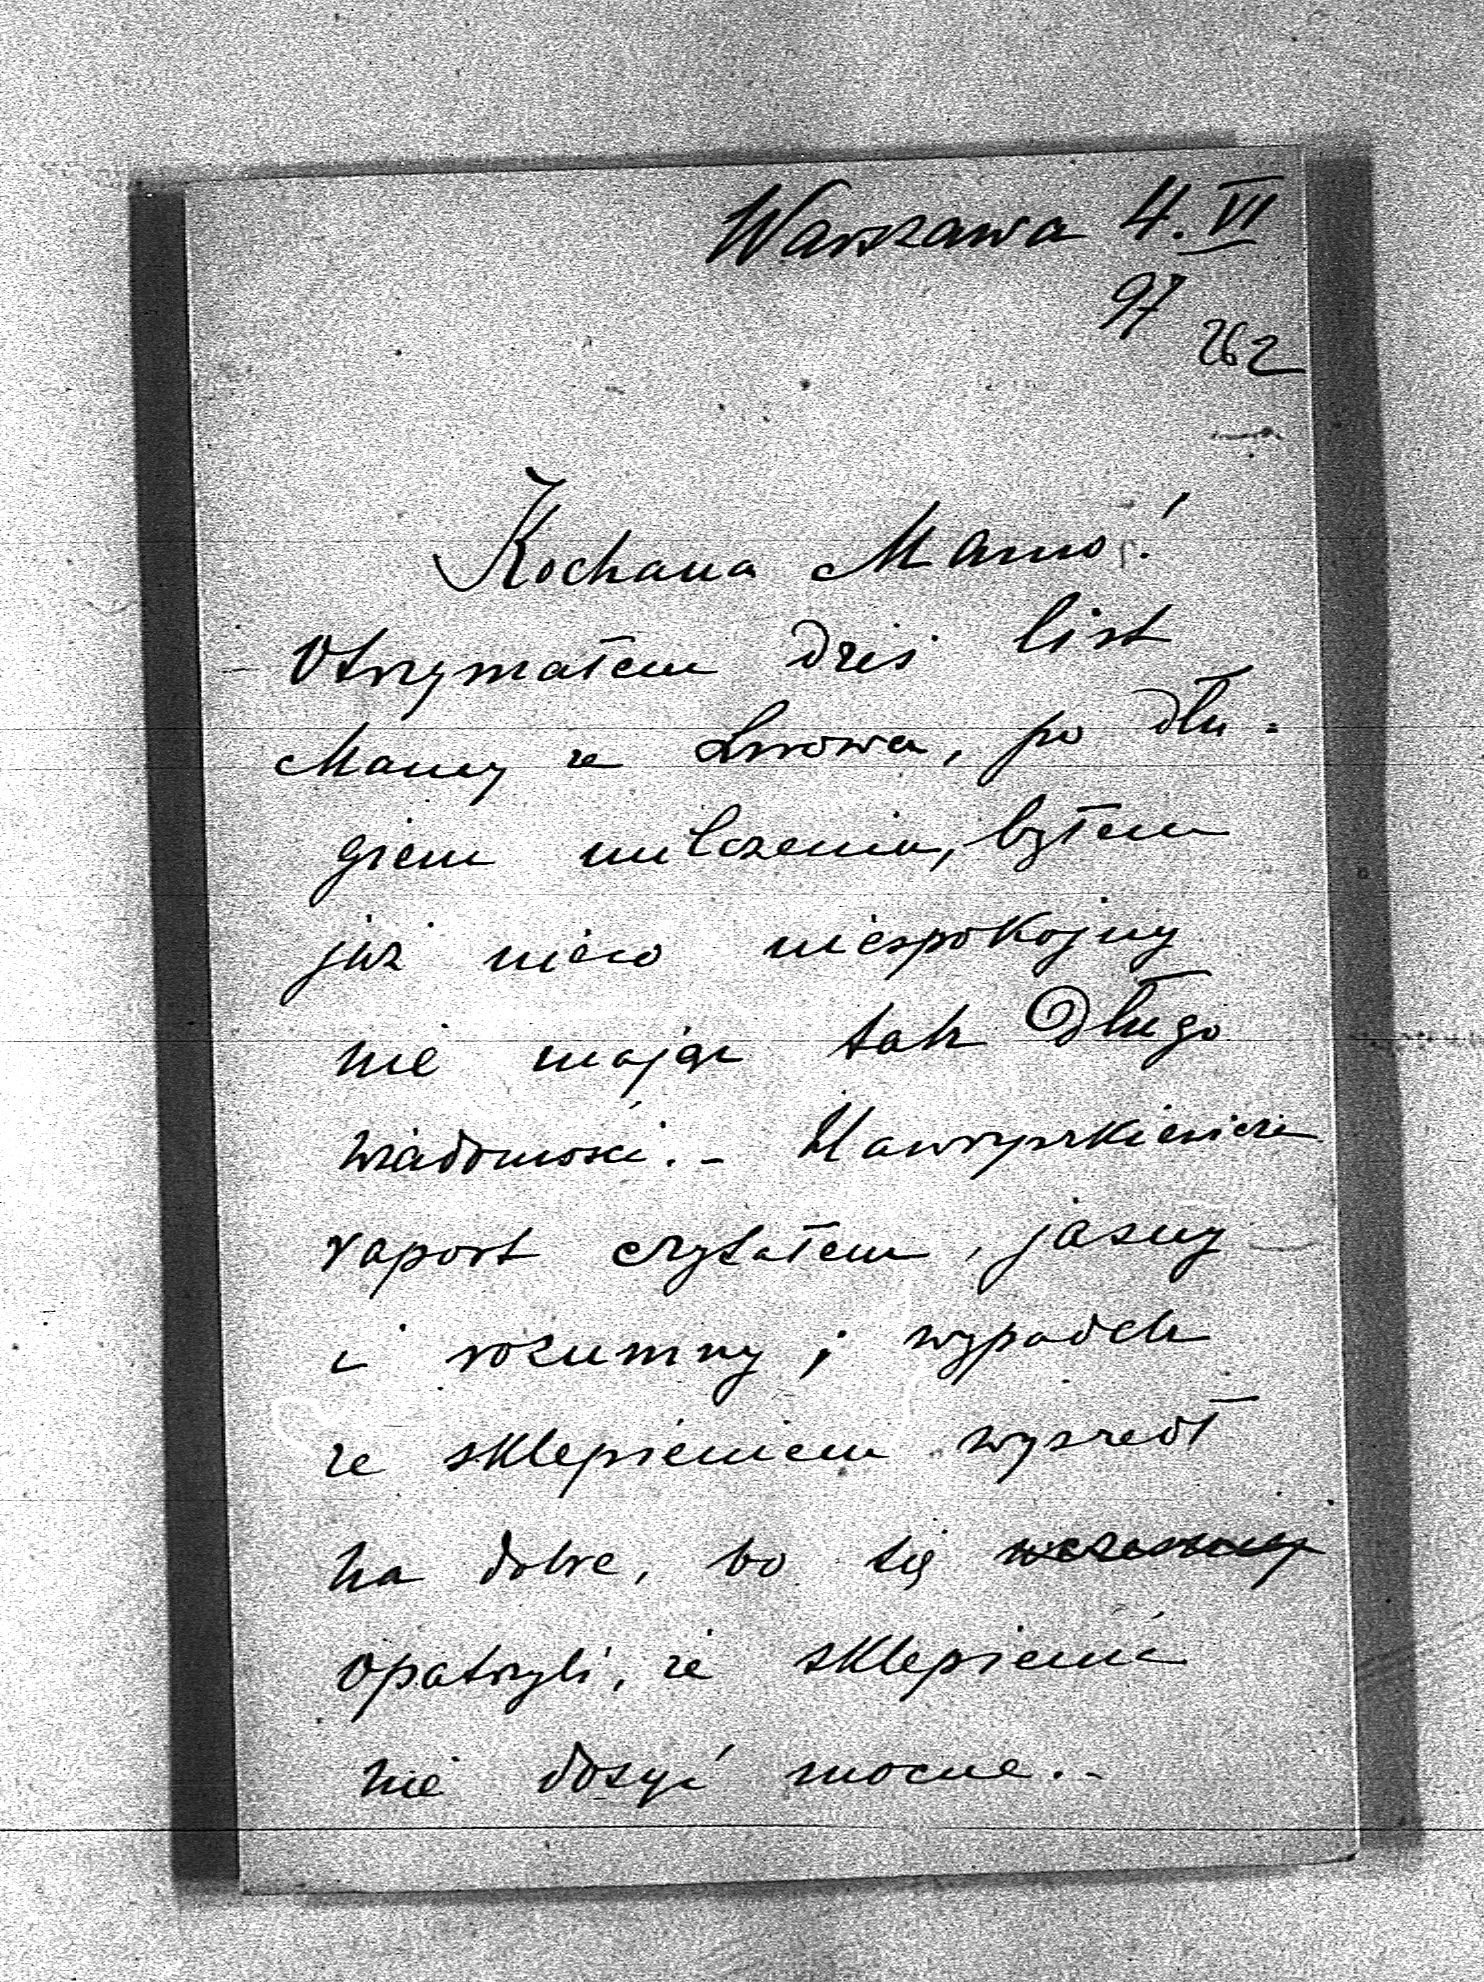 Warszawa 4. VI
97
262
Kochana Mamo!
Otrzymałem dziś list
Mamy ze Lwowa, po dłu-
giem milczeniu, byłem
już nieco niespokojny
nie mając tak długo
wiadomości. – Hawryszkiewicza
raport czytałem, jasny
i rozumny; wypadek
ze sklepieniem wyszedł
na dobre, bo się wcześniej
opatrzyli, że sklepienie
nie dosyć mocne. –